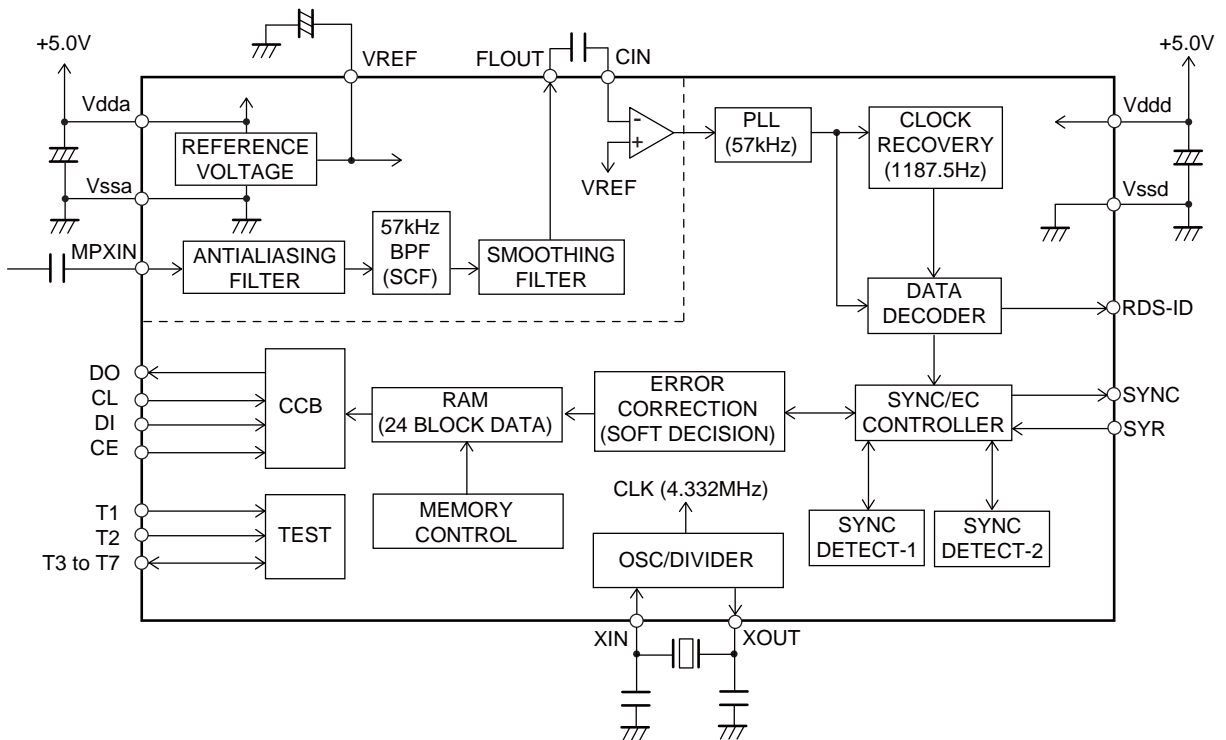 +5.0V
VREF
FLOUT
CIN
+5.0V
Vdda
REFERENCE
VOLTAGE
Vssa
-
+
VREF
PLL
(57kHz)
CLOCK
RECOVERY
(1187.5Hz)
Vddd
Vssd
MPXIN
ANTIALIASING
FILTER
57kHz
BPF
(SCF)
SMOOTHING
FILTER
DATA
DECODER
RDS-ID
DO
CL
DI
CE
CCB
RAM
(24 BLOCK DATA)
ERROR
CORRECTION
(SOFT DECISION)
SYNC/EC
CONTROLLER
SYNC
SYR
T1
T2
T3 to T7
TEST
MEMORY
CONTROL
CLK (4.332MHz)
OSC/DIVIDER
SYNC
DETECT-1
SYNC
DETECT-2
XIN
XOUT